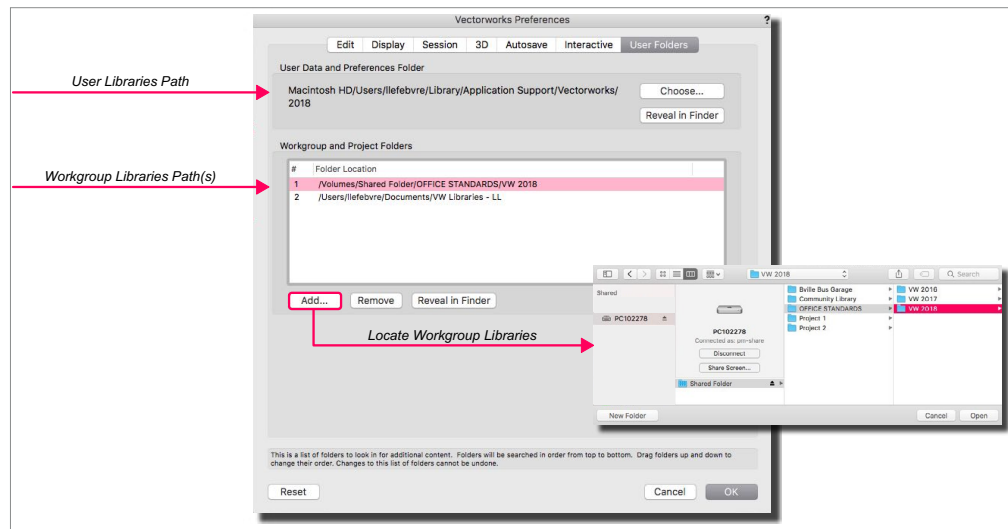 Vectorworks Preferences
?
Edit Display Session 3D Autosave Interactive User Folders
User Data and Preferences Folder
User Libraries Path
Macintosh HD/Users/llefebvre/Library/Application Support/Vectorworks/
2018
Choose...
Reveal in Finder
Workgroup and Project Folders
# Folder Location
Workgroup Libraries Path(s)
1 /Volumes/Shared Folder/OFFICE STANDARDS/VW 2018
2 /Users/llefebvre/Documents/VW Libraries - LL
Add... Remove Reveal in Finder
Locate Workgroup Libraries
VW 2018
Search
Shared
PC102278
PC102278
Connected as: pm-share
Disconnect
Share Screen...
Shared Folder
Bville Bus Garage
Community Library
OFFICE STANDARDS
Project 1
Project 2
VW 2016
VW 2017
VW 2018
New Folder
Cancel Open
This is a list of folders to look in for additional content. Folders will be searched in order from top to bottom. Drag folders up and down to
change their order. Changes to this list of folders cannot be undone.
Reset
Cancel OK